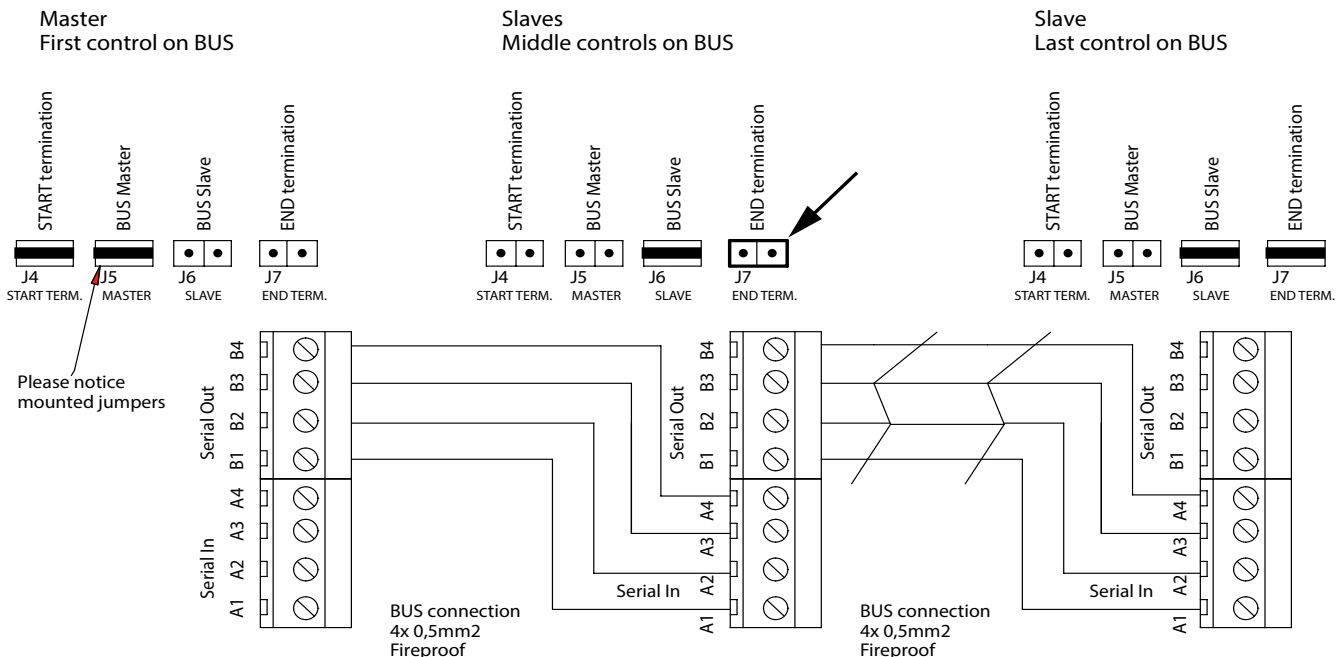 Master
First control on BUS
Slaves
Middle controls on BUS
Slave
Last control on BUS
START termination
BUS Master
BUS Slave
END termination
START termination
BUS Master
BUS Slave
END termination
START termination
BUS Master
BUS Slave
END termination
J4
J5
J6
J7
START TERM.
MASTER
SLAVE
END TERM.
J4
J5
J6
J7
START TERM.
MASTER
SLAVE
END TERM.
J4
J5
J6
J7
START TERM.
MASTER
SLAVE
END TERM.
Please notice
mounted jumpers
Serial Out
B4
B3
B2
B1
Serial In
A4
A3
A2
A1
BUS connection
4x 0,5mm2
Fireproof
Serial Out
B4
B3
B2
B1
Serial In
A4
A3
A2
A1
BUS connection
4x 0,5mm2
Fireproof
Serial Out
B4
B3
B2
B1
Serial In
A4
A3
A2
A1